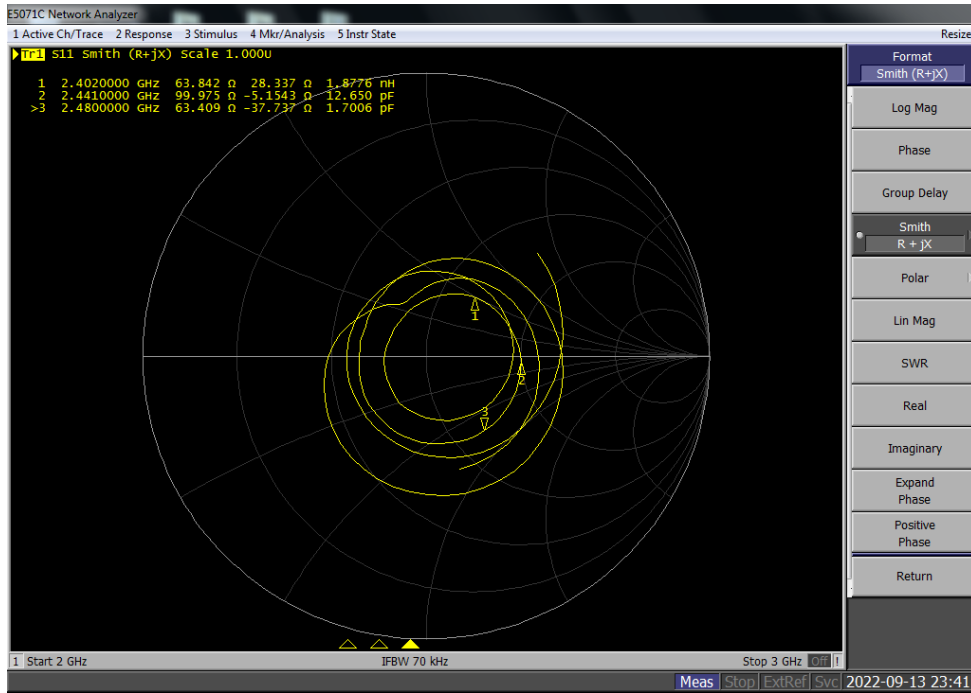 E5071C Network Analyzer
1 Active Ch/Trace 2 Response 3 Stimulus 4 Mkr/Analysis 5 Instr State
Resize
Tr1 S11 Smith (R+jX) Scale 1.000U
1 2.4020000 GHz 63.842 Ω 28.337 Ω 1.8776 nH
2 2.4410000 GHz 99.975 Ω -5.1543 Ω 12.650 pF
>3 2.4800000 GHz 63.409 Ω -37.737 Ω 1.7006 pF
1
2
3
Format
Smith (R+jX)
Log Mag
Phase
Group Delay
Smith
R + jX
Polar
Lin Mag
SWR
Real
Imaginary
Expand
Phase
Positive
Phase
Return
1 Start 2 GHz IFBW 70 kHz Stop 3 GHz Off !
Meas Stop ExtRef Svc 2022-09-13 23:41